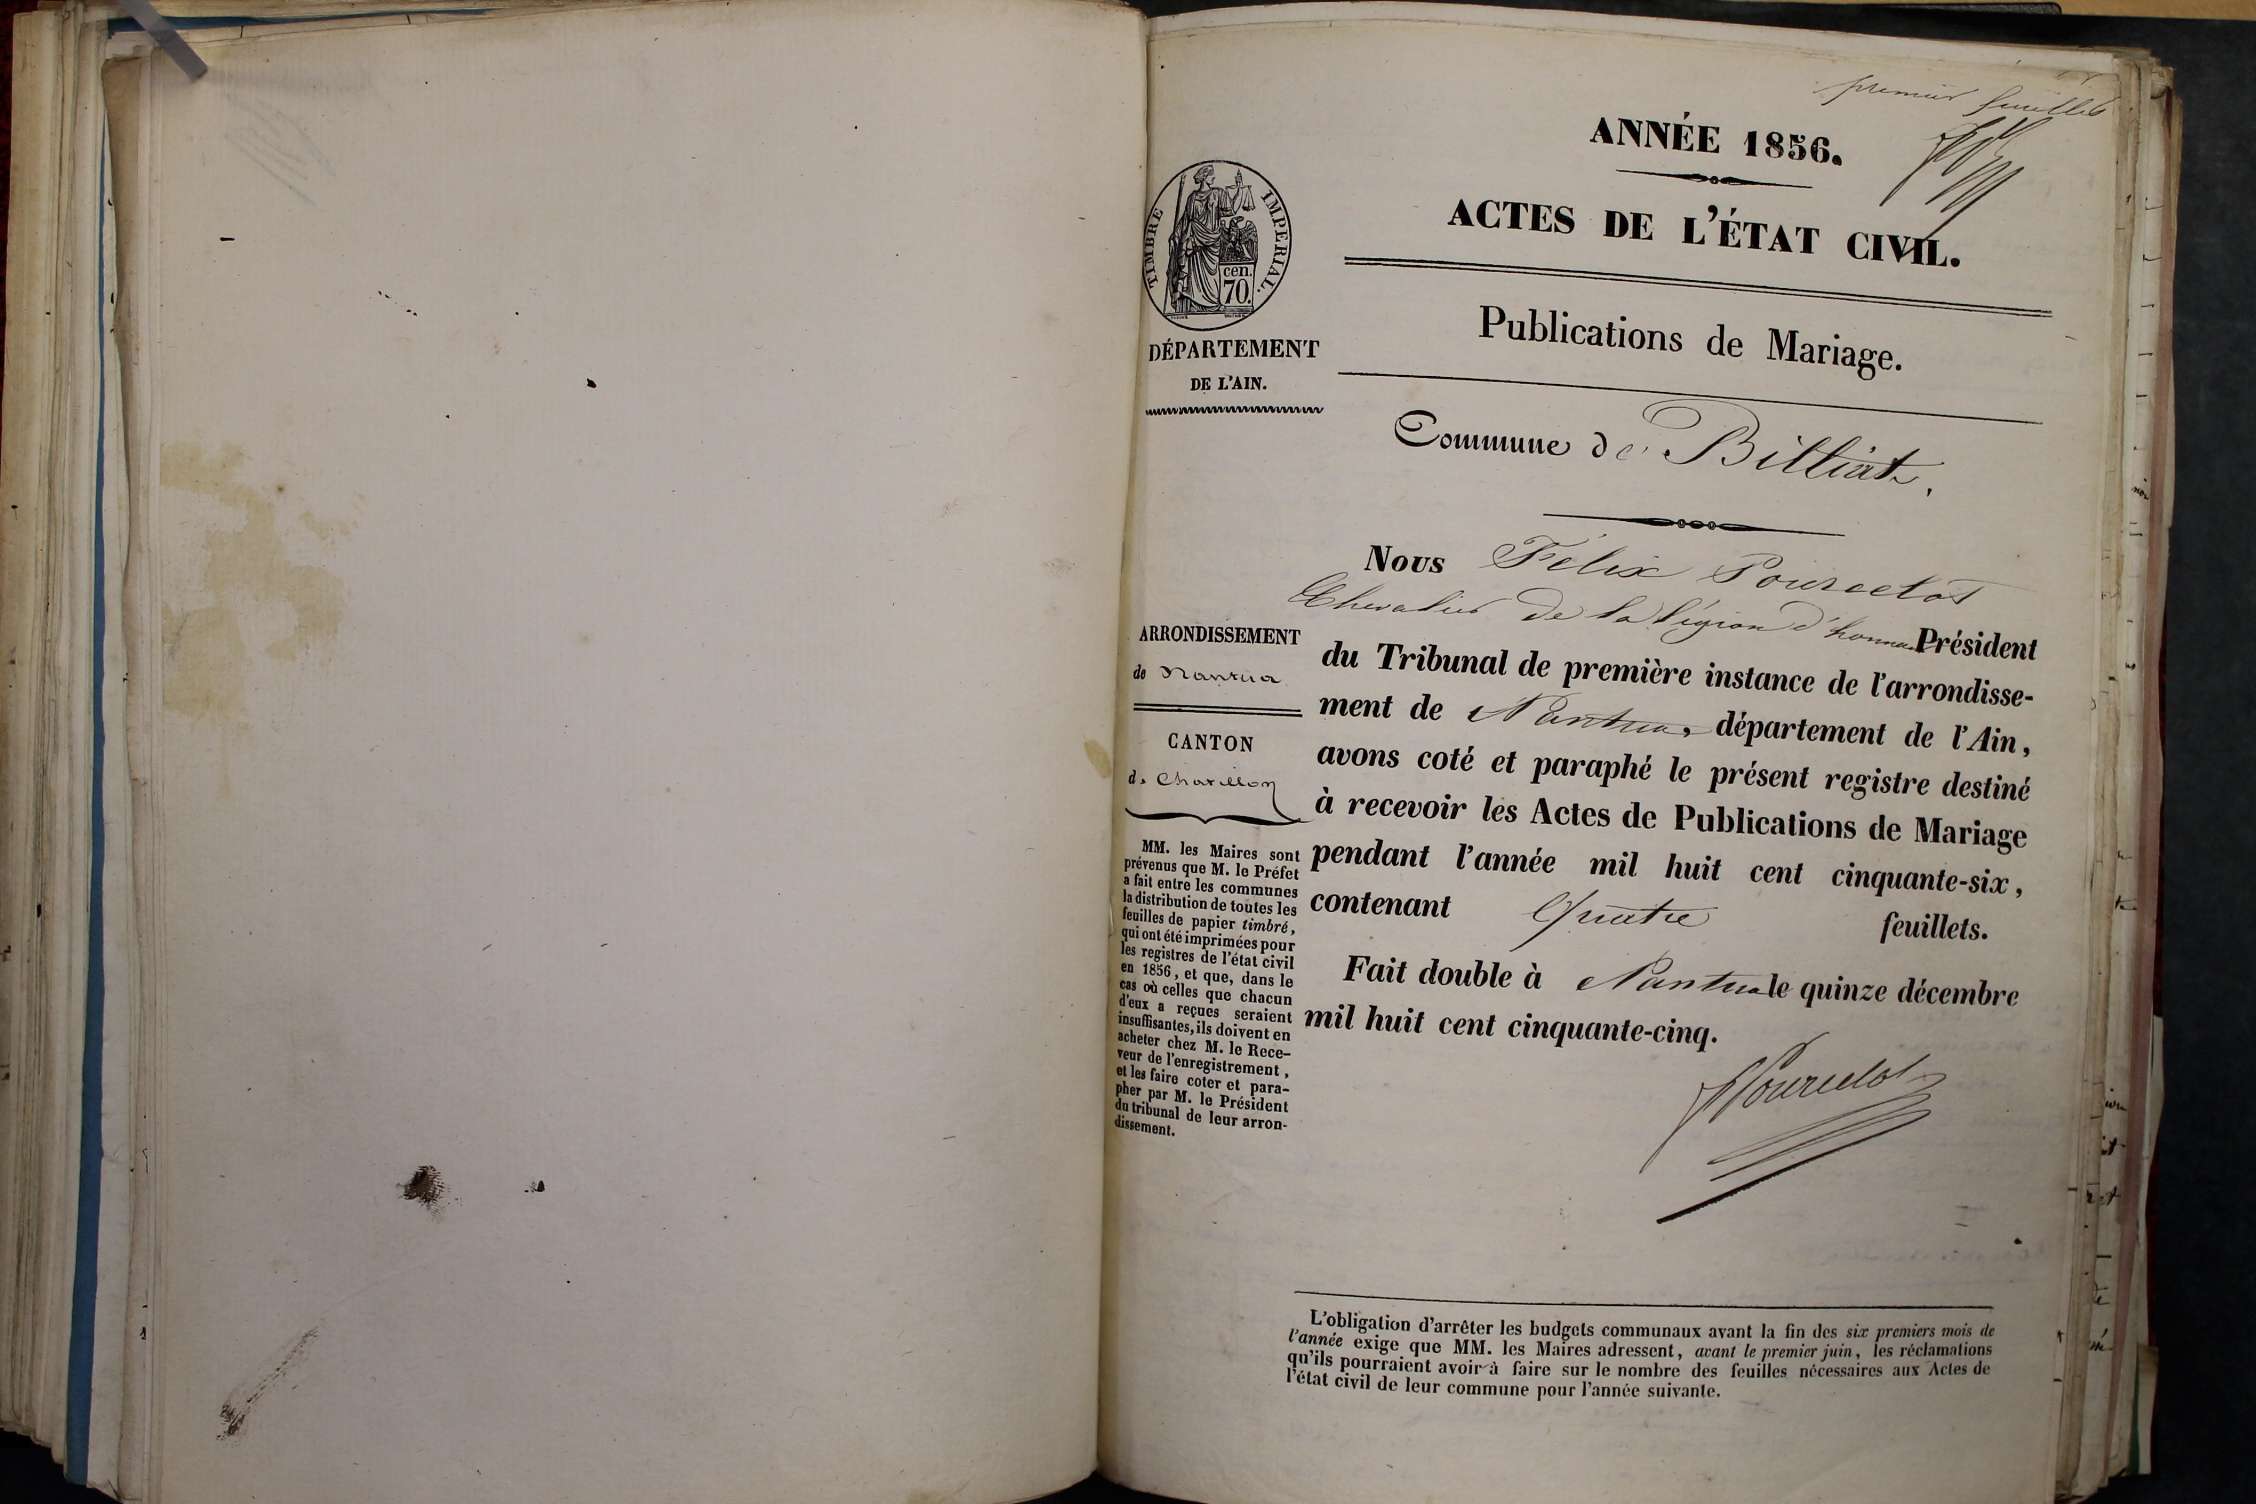 premier feuillet
ANNÉE 1856.
ACTES DE L'ÉTAT CIVIL.
TIMBRE IMPERIAL.
cen.
70.
Publications de Mariage.
DÉPARTEMENT
DE L'AIN.
Commune de Billiat.
Nous Félix Pourcelot
Chevalier de la légion d'honneur Président
du Tribunal de première instance de l'arrondisse-
ment de Nantua, département de l'Ain,
avons coté et paraphé le présent registre destiné
à recevoir les Actes de Publications de Mariage
pendant l'année mil huit cent cinquante-six,
contenant Quatre feuillets.
Fait double à Nantua le quinze décembre
mil huit cent cinquante-cinq.
Pourcelot
ARRONDISSEMENT
de Nantua
CANTON
de Chatillon
MM. les Maires sont
prévenus que M. le Préfet
a fait entre les communes
la distribution de toutes les
feuilles de papier timbré,
qui ont été imprimées pour
les registres de l'état civil
en 1856, et que, dans le
cas où celles que chacun
d'eux a reçues seraient
insuffisantes, ils doivent en
acheter chez M. le Rece-
veur de l'enregistrement,
et les faire coter et para-
pher par M. le Président
du tribunal de leur arron-
dissement.
L'obligation d'arrêter les budgets communaux avant la fin des six premiers mois de
l'année exige que MM. les Maires adressent, avant le premier juin, les réclamations
qu'ils pourraient avoir à faire sur le nombre des feuilles nécessaires aux Actes de
l'état civil de leur commune pour l'année suivante.